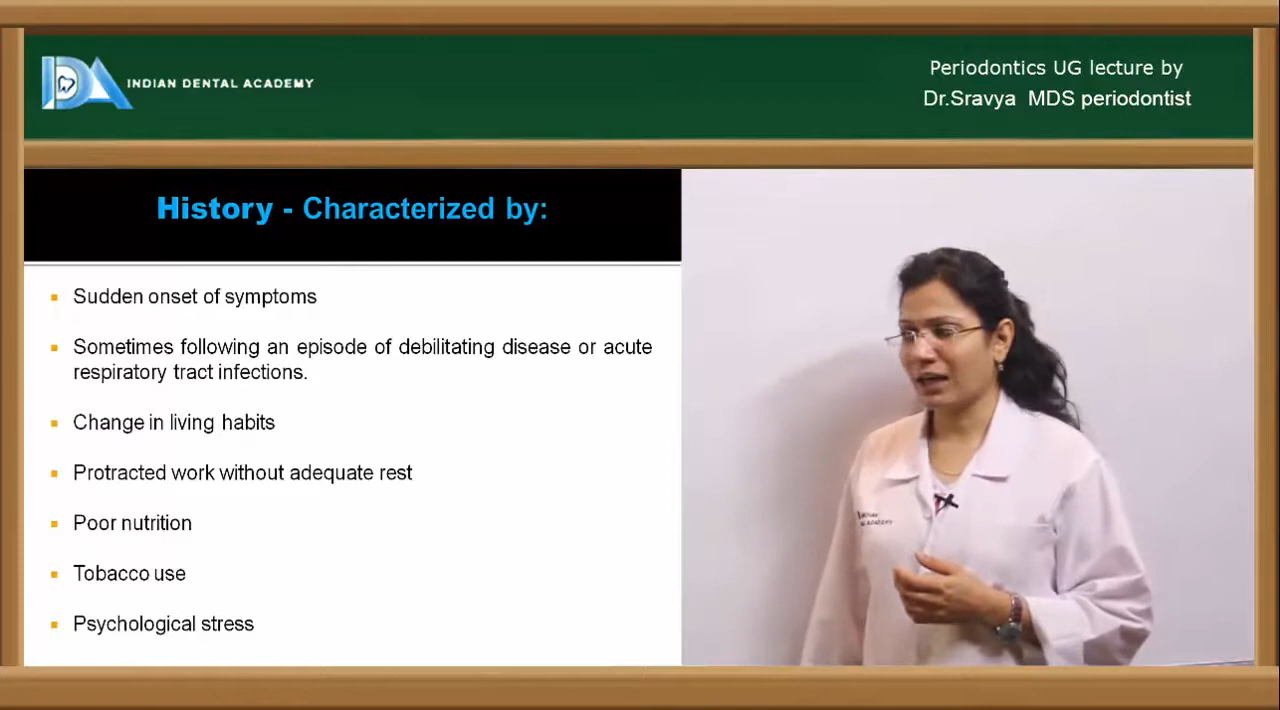 INDIAN DENTAL ACADEMY
Periodontics UG lecture by
Dr.Sravya MDS periodontist
History - Characterized by:
Sudden onset of symptoms
Sometimes following an episode of debilitating disease or acute
respiratory tract infections.
Change in living habits
Protracted work without adequate rest
Poor nutrition
Tobacco use
Psychological stress